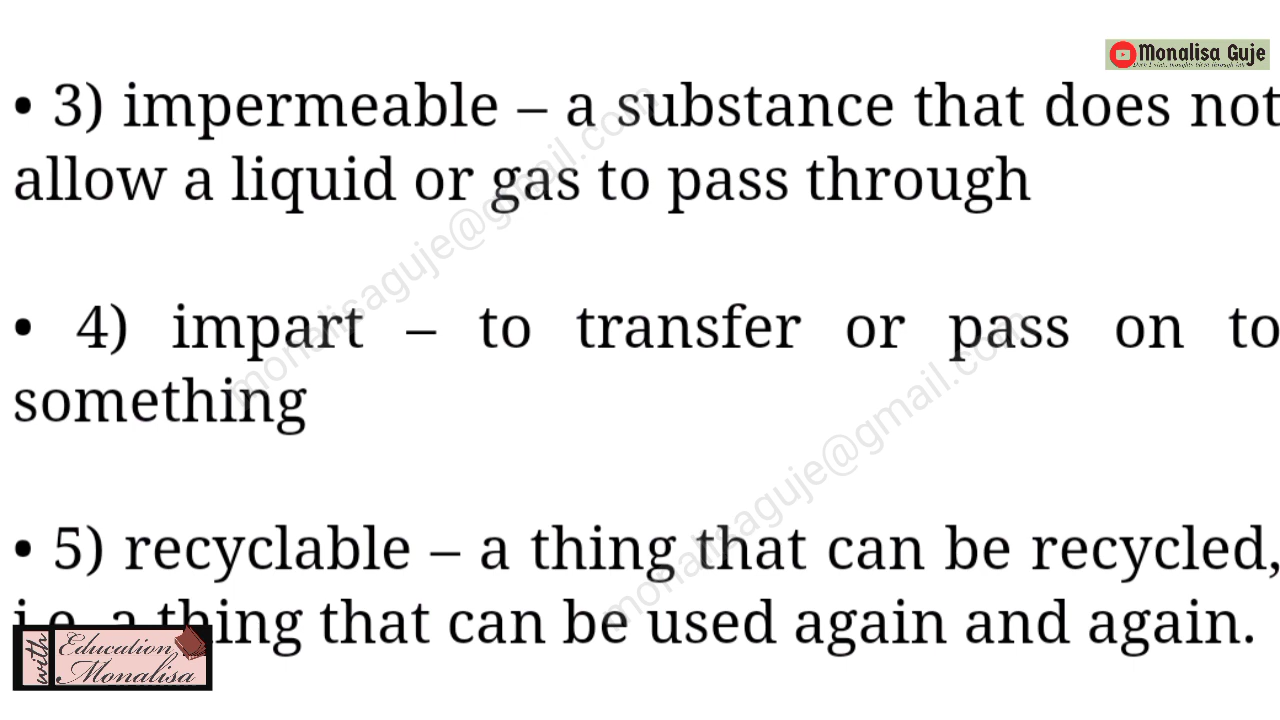 Monalisa Guje
• 3) impermeable – a substance that does not
allow a liquid or gas to pass through
• 4) impart – to transfer or pass on to
something
• 5) recyclable – a thing that can be recycled,
i.e. a thing that can be used again and again.
monalisaguje@gmail.com
monalisaguje@gmail.com
with
Education
Monalisa